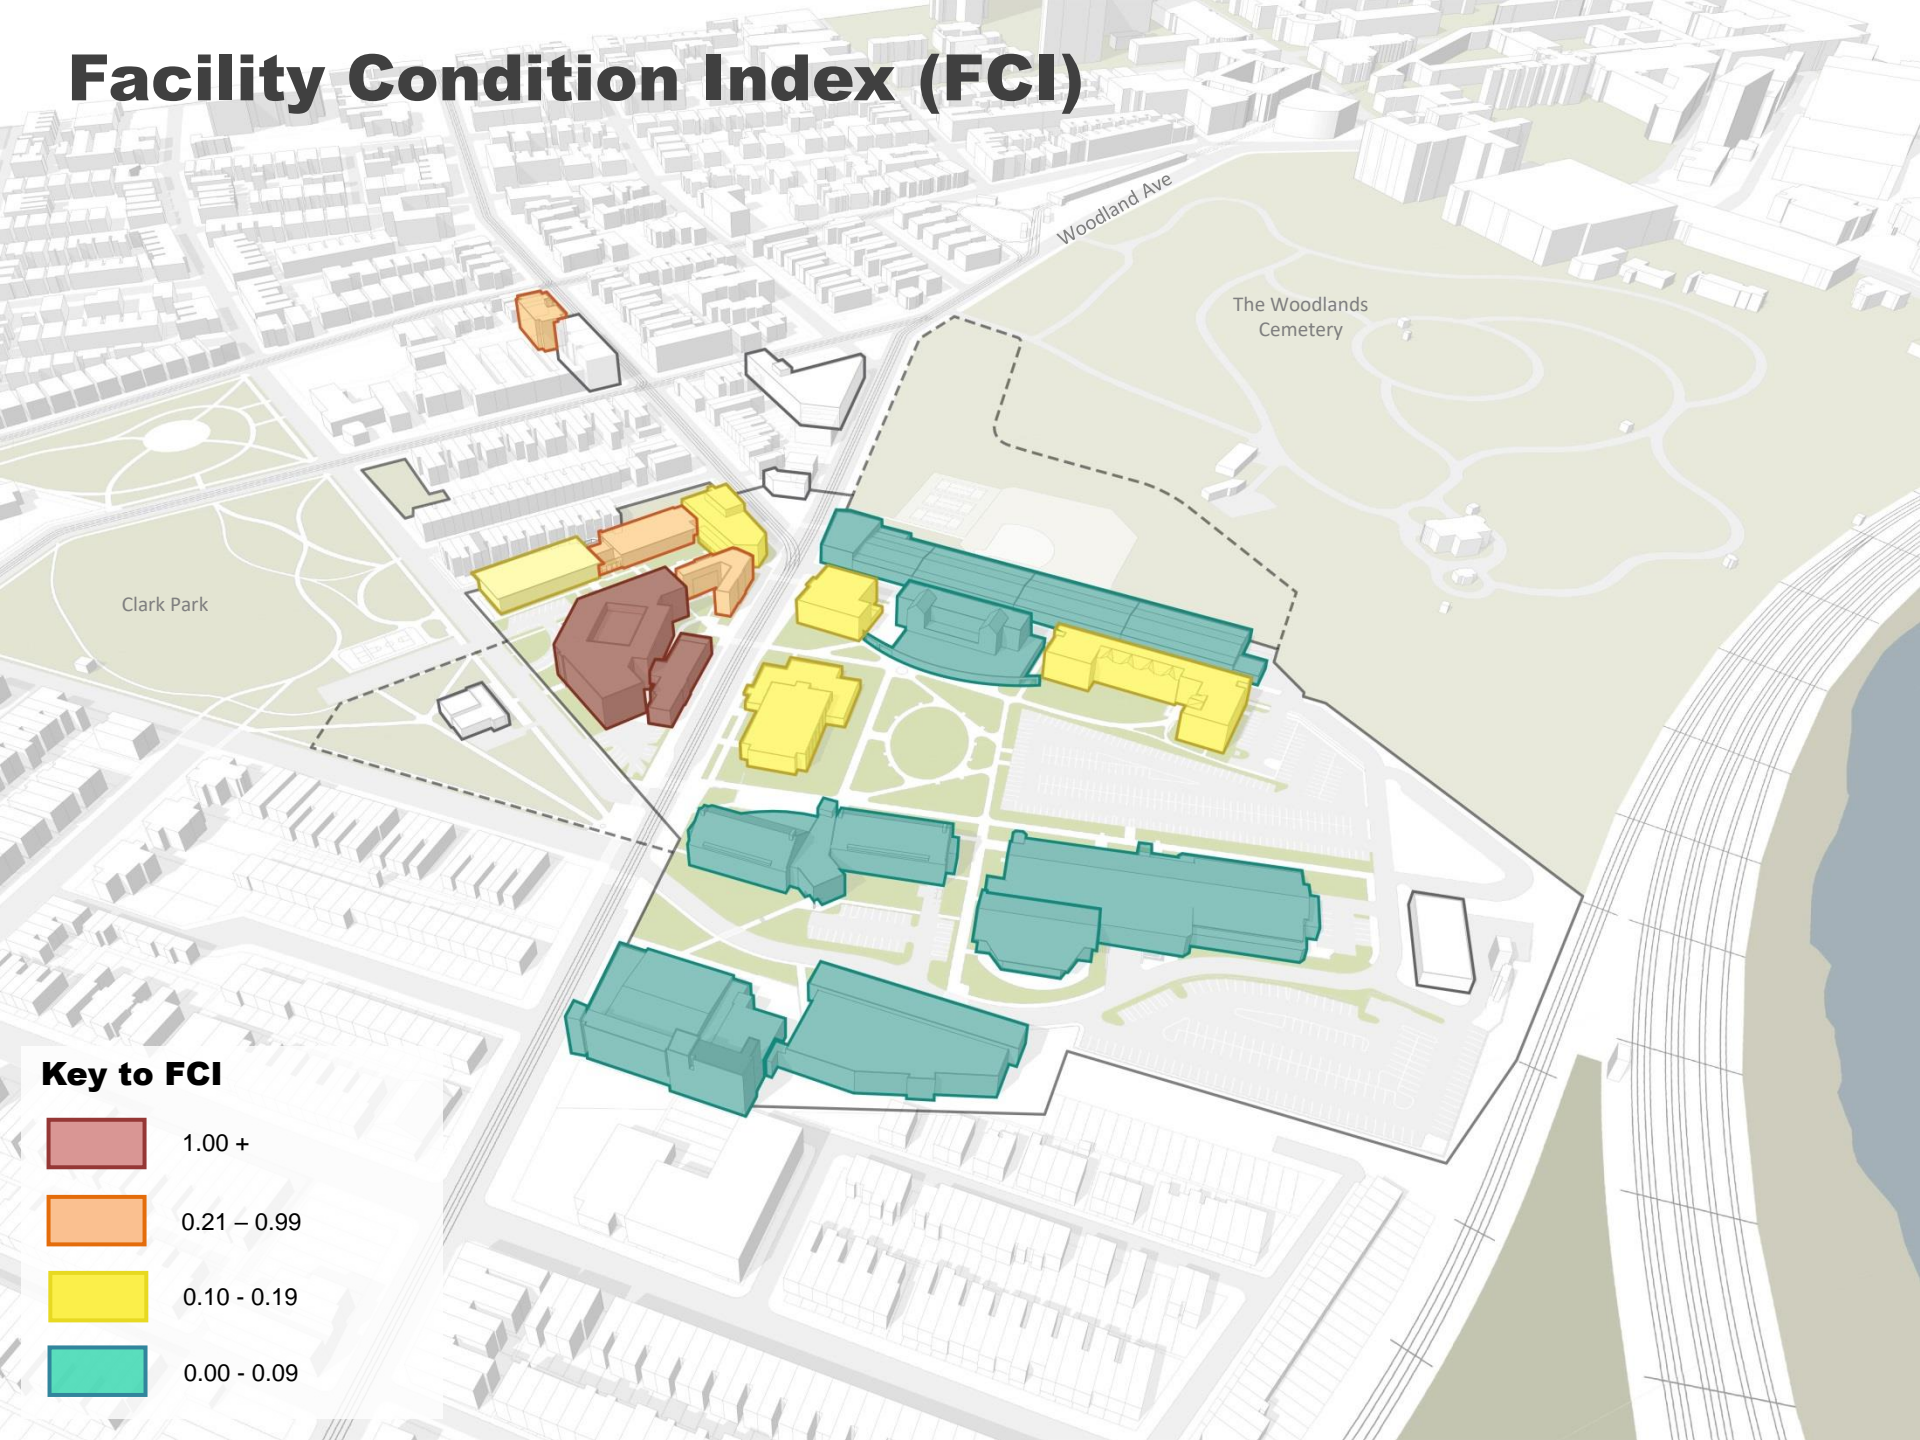 Facility Condition Index (FCI)
Woodland Ave
The Woodlands
Cemetery
Clark Park
Key to FCI
1.00 +
0.21 – 0.99
0.10 - 0.19
0.00 - 0.09